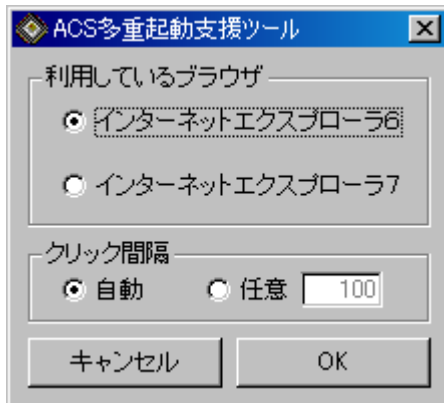 ACS多重起動支援ツール
利用しているブラウザ
インターネットエクスプローラ6
インターネットエクスプローラ7
クリック間隔
自動 任意 100
キャンセル OK